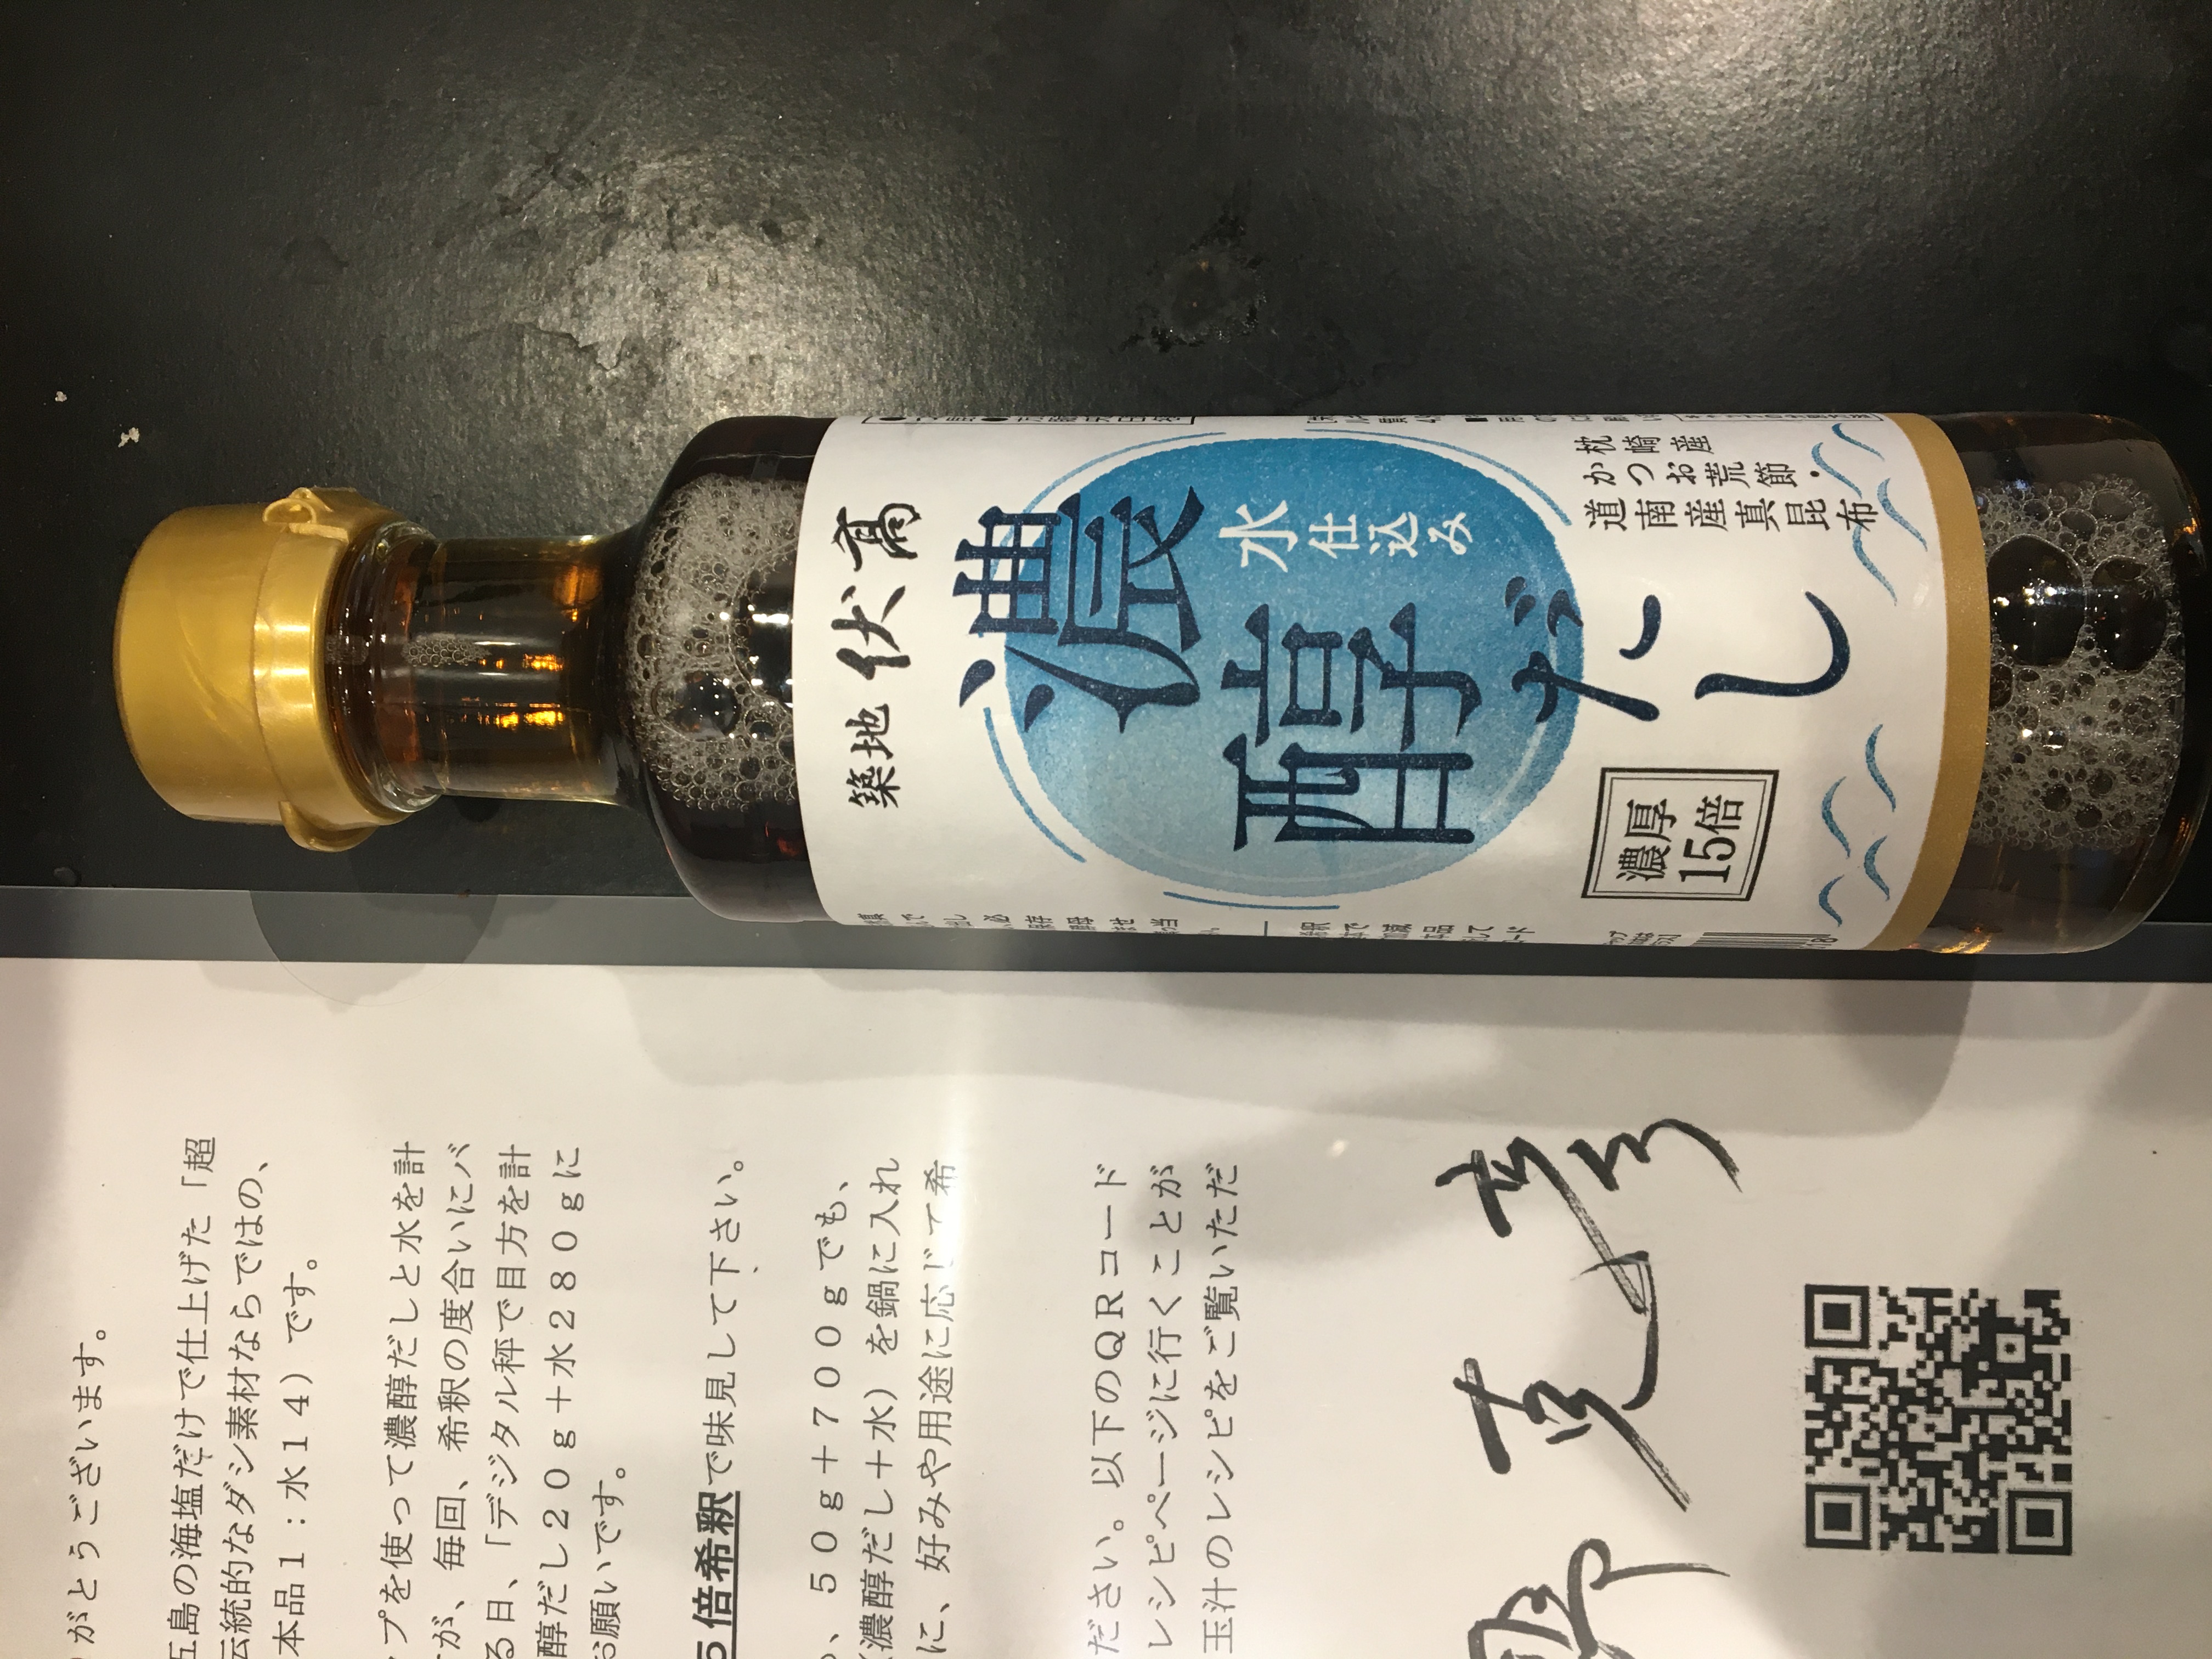 築地 伏高
濃醇だし
水仕込み
枕崎産
かつお荒節・
道南産真昆布
濃厚
15倍
がとうございます。
五島の海塩だけで仕上げた「超
伝統的なダシ素材ならではの、
本品1:水14)です。
プを使って濃醇だしと水を計
が、毎回、希釈の度合いにバ
る日、「デジタル秤で目方を計
醇だし20g+水280gに
お願いです。
5倍希釈で味見して下さい。
、50g+700gでも、
濃醇だし+水)を鍋に入れ
に、好みや用途に応じて希
ださい。以下のQRコード
レシピページに行くことが
玉汁のレシピをご覧いただ